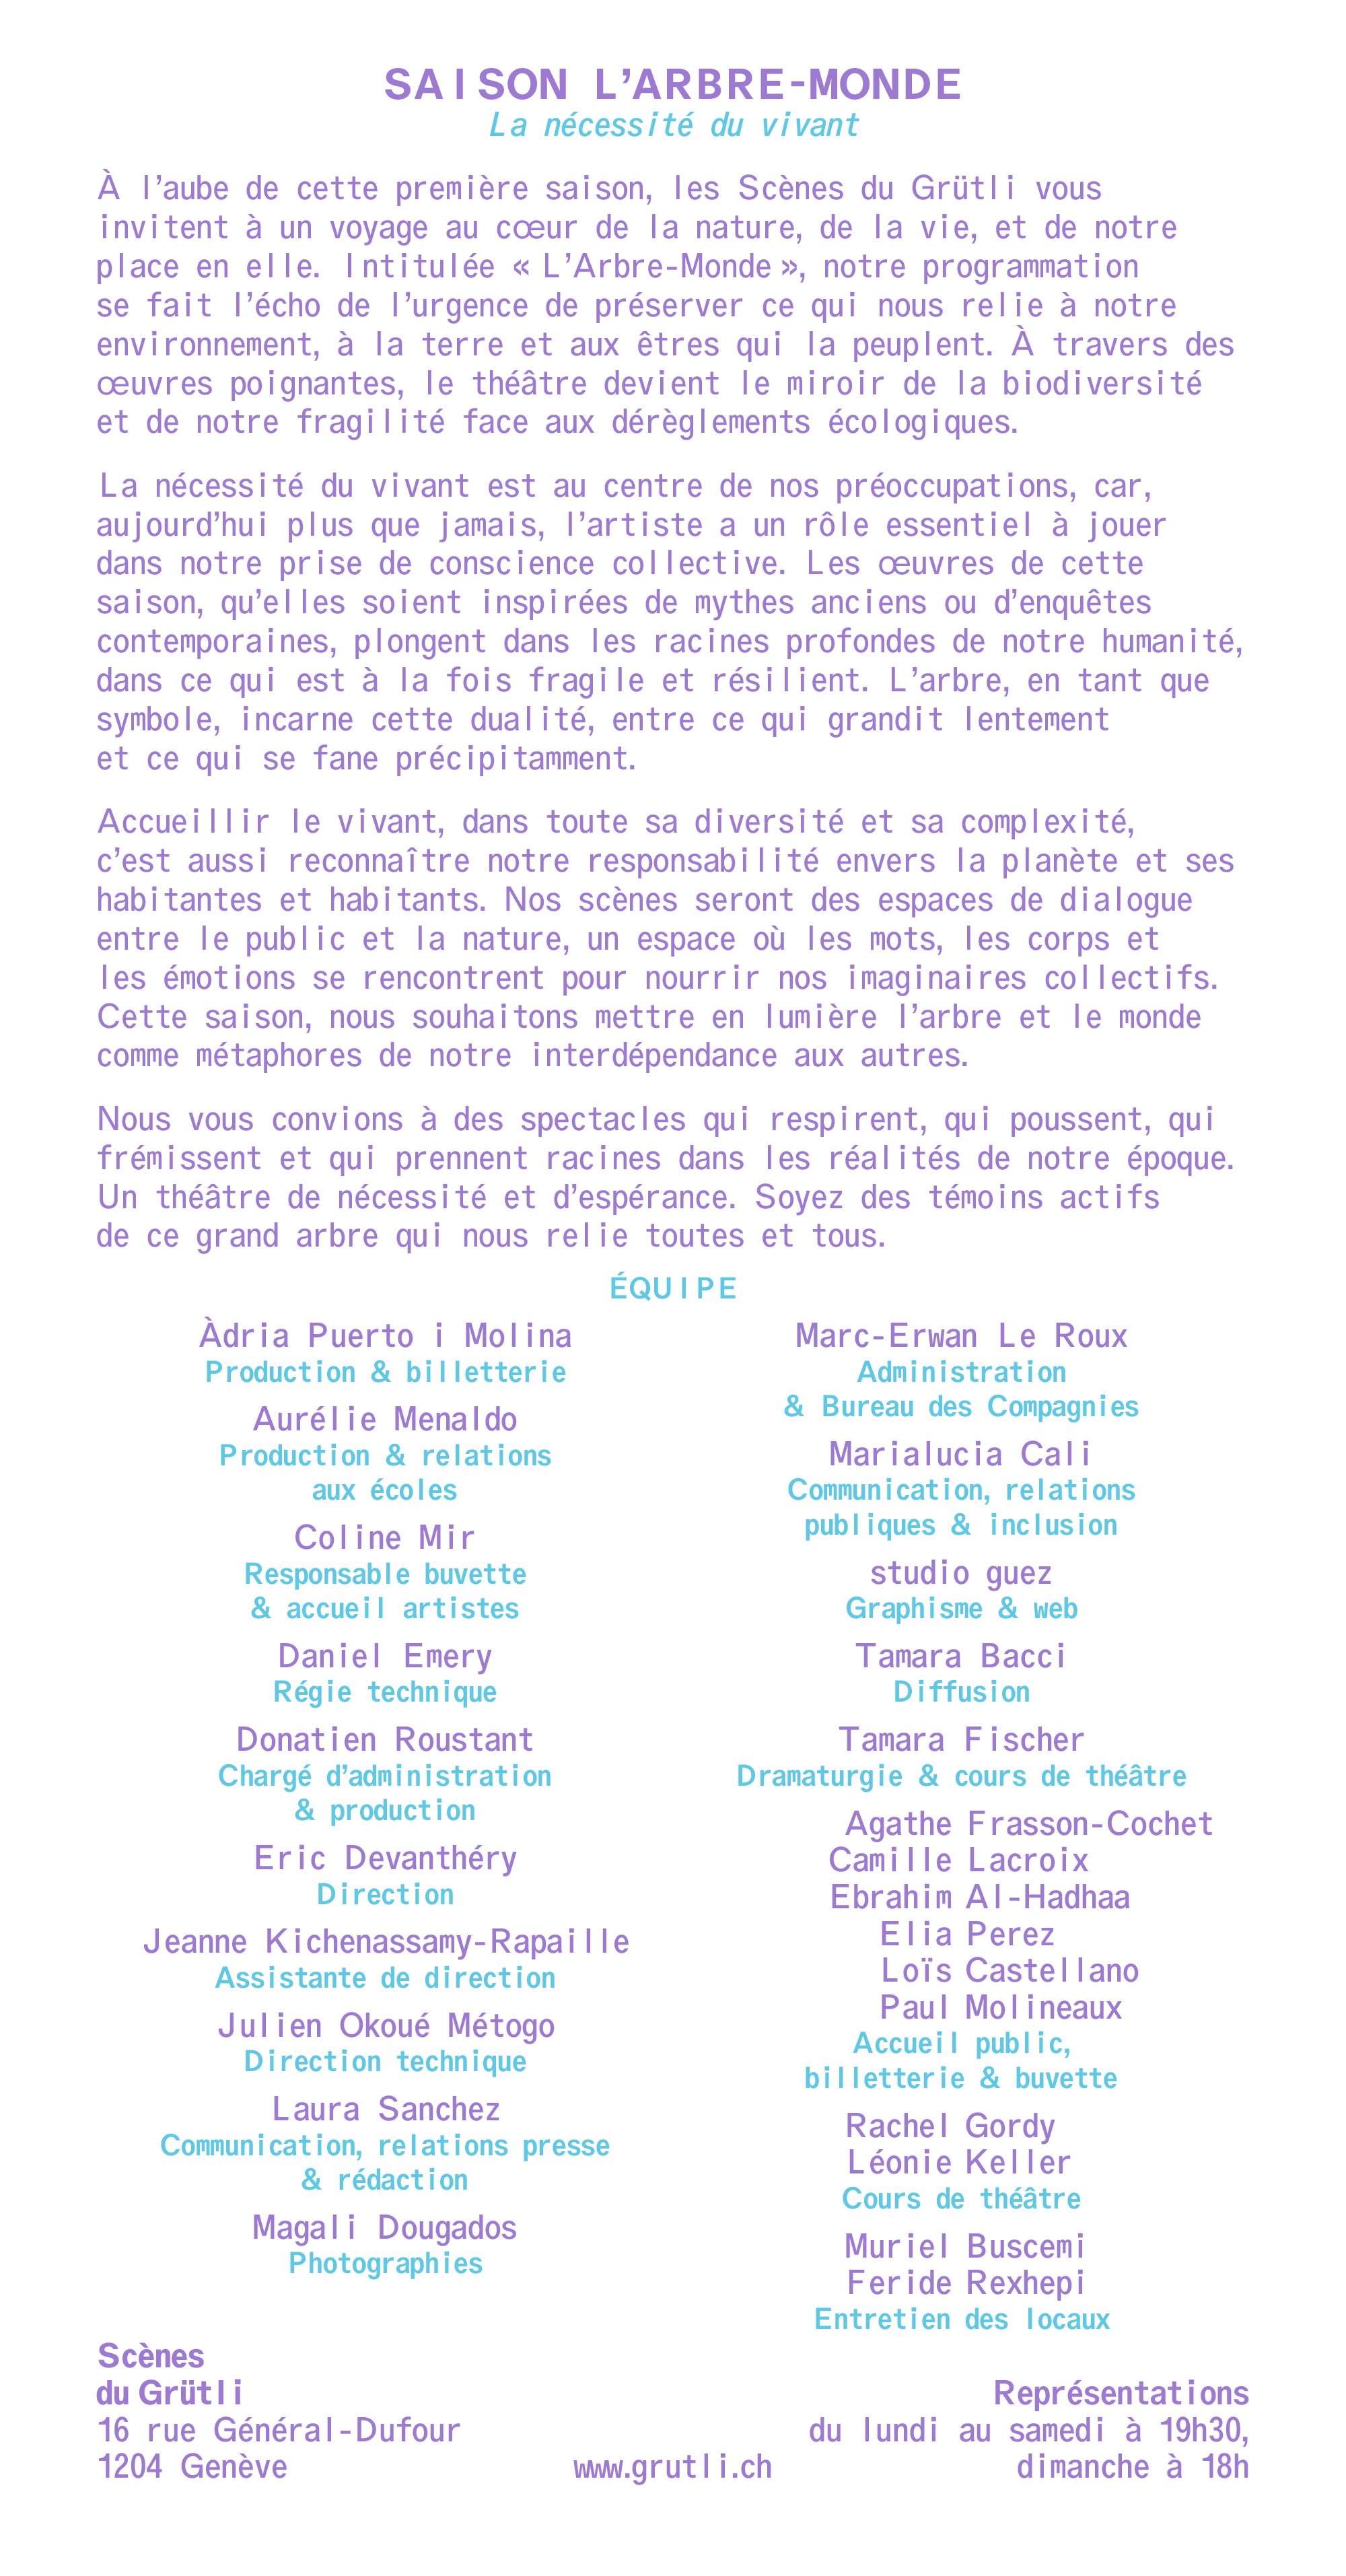 SAISON L’ARBRE-MONDE
La nécessité du vivant
À l’aube de cette première saison, les Scènes du Grütli vous
invitent à un voyage au cœur de la nature, de la vie, et de notre
place en elle. Intitulée « L’Arbre-Monde », notre programmation
se fait l’écho de l’urgence de préserver ce qui nous relie à notre
environnement, à la terre et aux êtres qui la peuplent. À travers des
œuvres poignantes, le théâtre devient le miroir de la biodiversité
et de notre fragilité face aux dérèglements écologiques.
La nécessité du vivant est au centre de nos préoccupations, car,
aujourd’hui plus que jamais, l’artiste a un rôle essentiel à jouer
dans notre prise de conscience collective. Les œuvres de cette
saison, qu’elles soient inspirées de mythes anciens ou d’enquêtes
contemporaines, plongent dans les racines profondes de notre humanité,
dans ce qui est à la fois fragile et résilient. L’arbre, en tant que
symbole, incarne cette dualité, entre ce qui grandit lentement
et ce qui se fane précipitamment.
Accueillir le vivant, dans toute sa diversité et sa complexité,
c’est aussi reconnaître notre responsabilité envers la planète et ses
habitantes et habitants. Nos scènes seront des espaces de dialogue
entre le public et la nature, un espace où les mots, les corps et
les émotions se rencontrent pour nourrir nos imaginaires collectifs.
Cette saison, nous souhaitons mettre en lumière l’arbre et le monde
comme métaphores de notre interdépendance aux autres.
Nous vous convions à des spectacles qui respirent, qui poussent, qui
frémissent et qui prennent racines dans les réalités de notre époque.
Un théâtre de nécessité et d’espérance. Soyez des témoins actifs
de ce grand arbre qui nous relie toutes et tous.
ÉQUIPE
Àdria Puerto i Molina
Production & billetterie
Aurélie Menaldo
Production & relations
aux écoles
Coline Mir
Responsable buvette
& accueil artistes
Daniel Emery
Régie technique
Donatien Roustant
Chargé d’administration
& production
Eric Devanthéry
Direction
Jeanne Kichenassamy-Rapaille
Assistante de direction
Julien Okoué Métogo
Direction technique
Laura Sanchez
Communication, relations presse
& rédaction
Magali Dougados
Photographies
Marc-Erwan Le Roux
Administration
& Bureau des Compagnies
Marialucia Cali
Communication, relations
publiques & inclusion
studio guez
Graphisme & web
Tamara Bacci
Diffusion
Tamara Fischer
Dramaturgie & cours de théâtre
Agathe Frasson-Cochet
Camille Lacroix
Ebrahim Al-Hadhaa
Elia Perez
Loïs Castellano
Paul Molineaux
Accueil public,
billetterie & buvette
Rachel Gordy
Léonie Keller
Cours de théâtre
Muriel Buscemi
Feride Rexhepi
Entretien des locaux
Scènes
du Grütli
16 rue Général-Dufour
1204 Genève
www.grutli.ch
Représentations
du lundi au samedi à 19h30,
dimanche à 18h